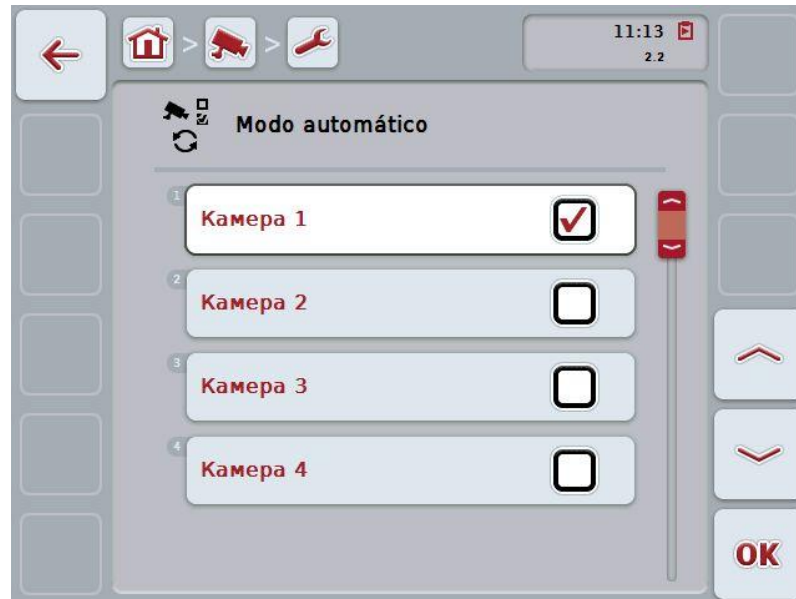 > >
11:13
2.2
Modo automático
1
Камера 1
2
Камера 2
3
Камера 3
4
Камера 4
OK